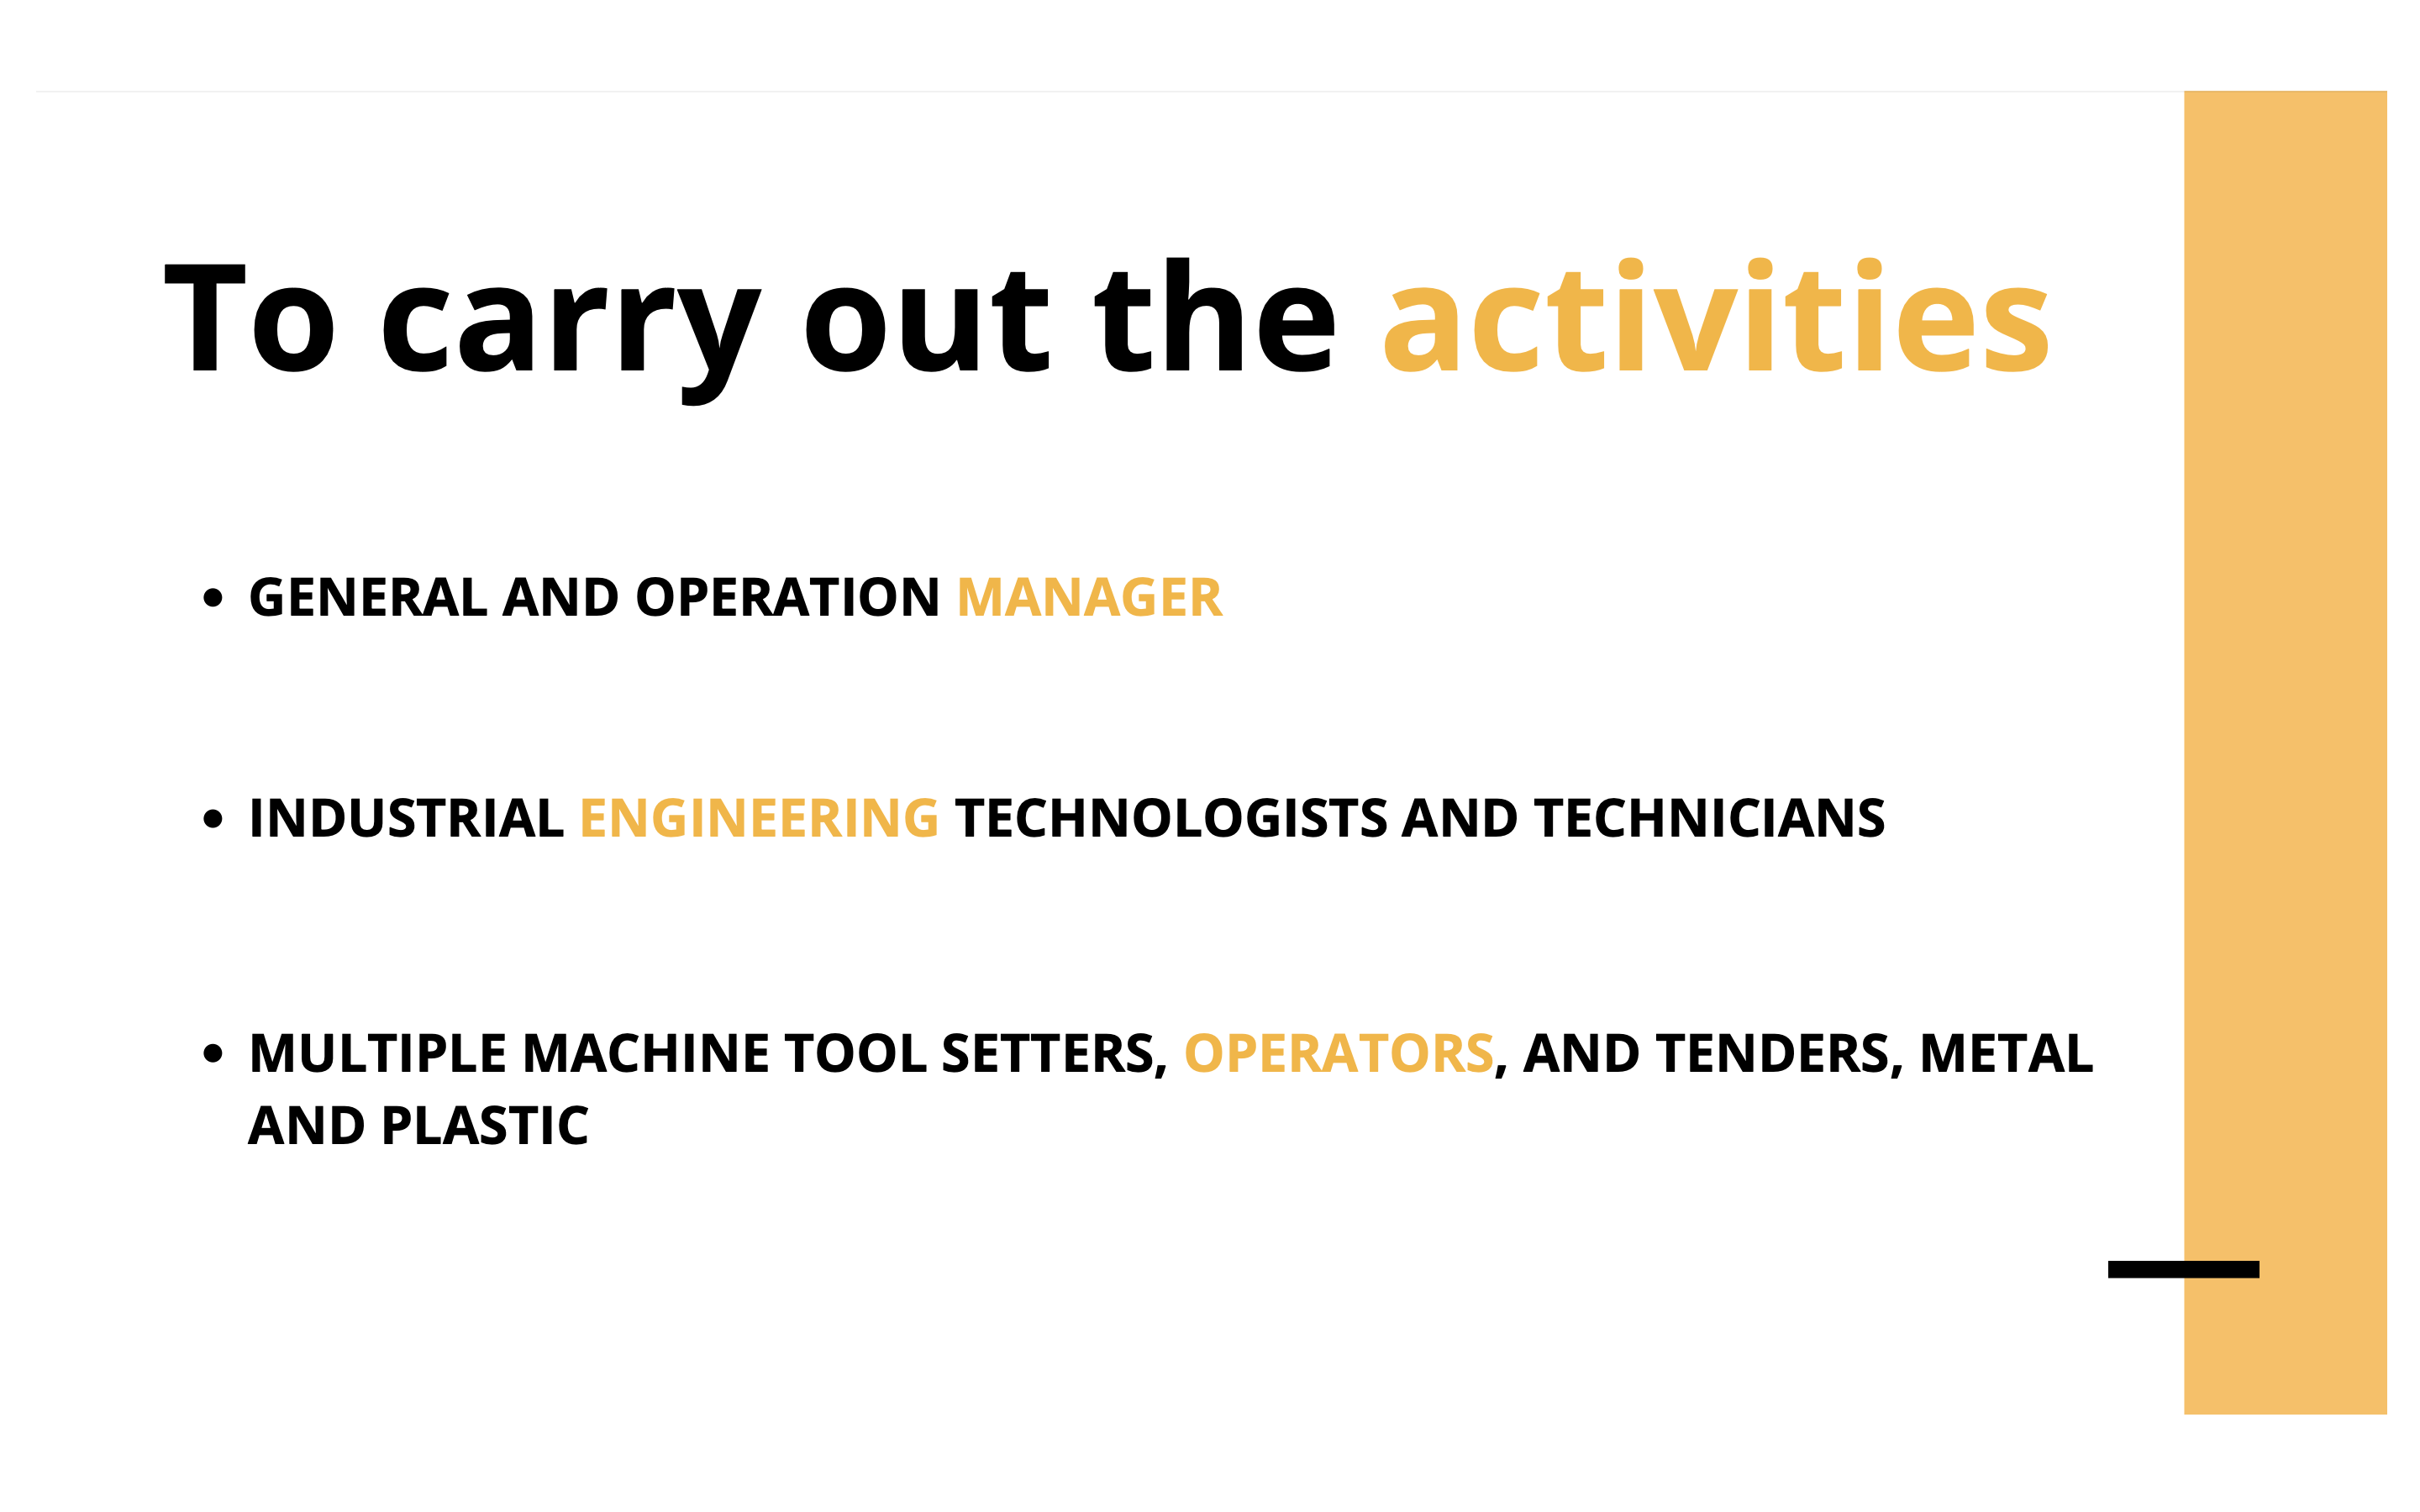 To carry out the activities
• GENERAL AND OPERATION MANAGER
• INDUSTRIAL ENGINEERING TECHNOLOGISTS AND TECHNICIANS
• MULTIPLE MACHINE TOOL SETTERS, OPERATORS, AND TENDERS, METAL
AND PLASTIC